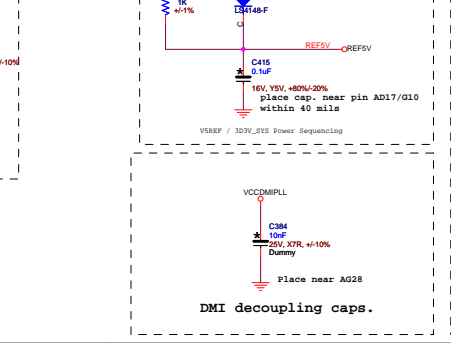 1K
+/-1%
LS4148-F
C
/-10%
REF5V
REF5V
C415
0.1uF
16V, Y5V, +80%/-20%
place cap. near pin AD17/G10
within 40 mils
V5REF / 3D3V_SYS Power Sequencing
VCCDMIPLL
C384
10nF
25V, X7R, +/-10%
Dummy
Place near AG28
DMI decoupling caps.